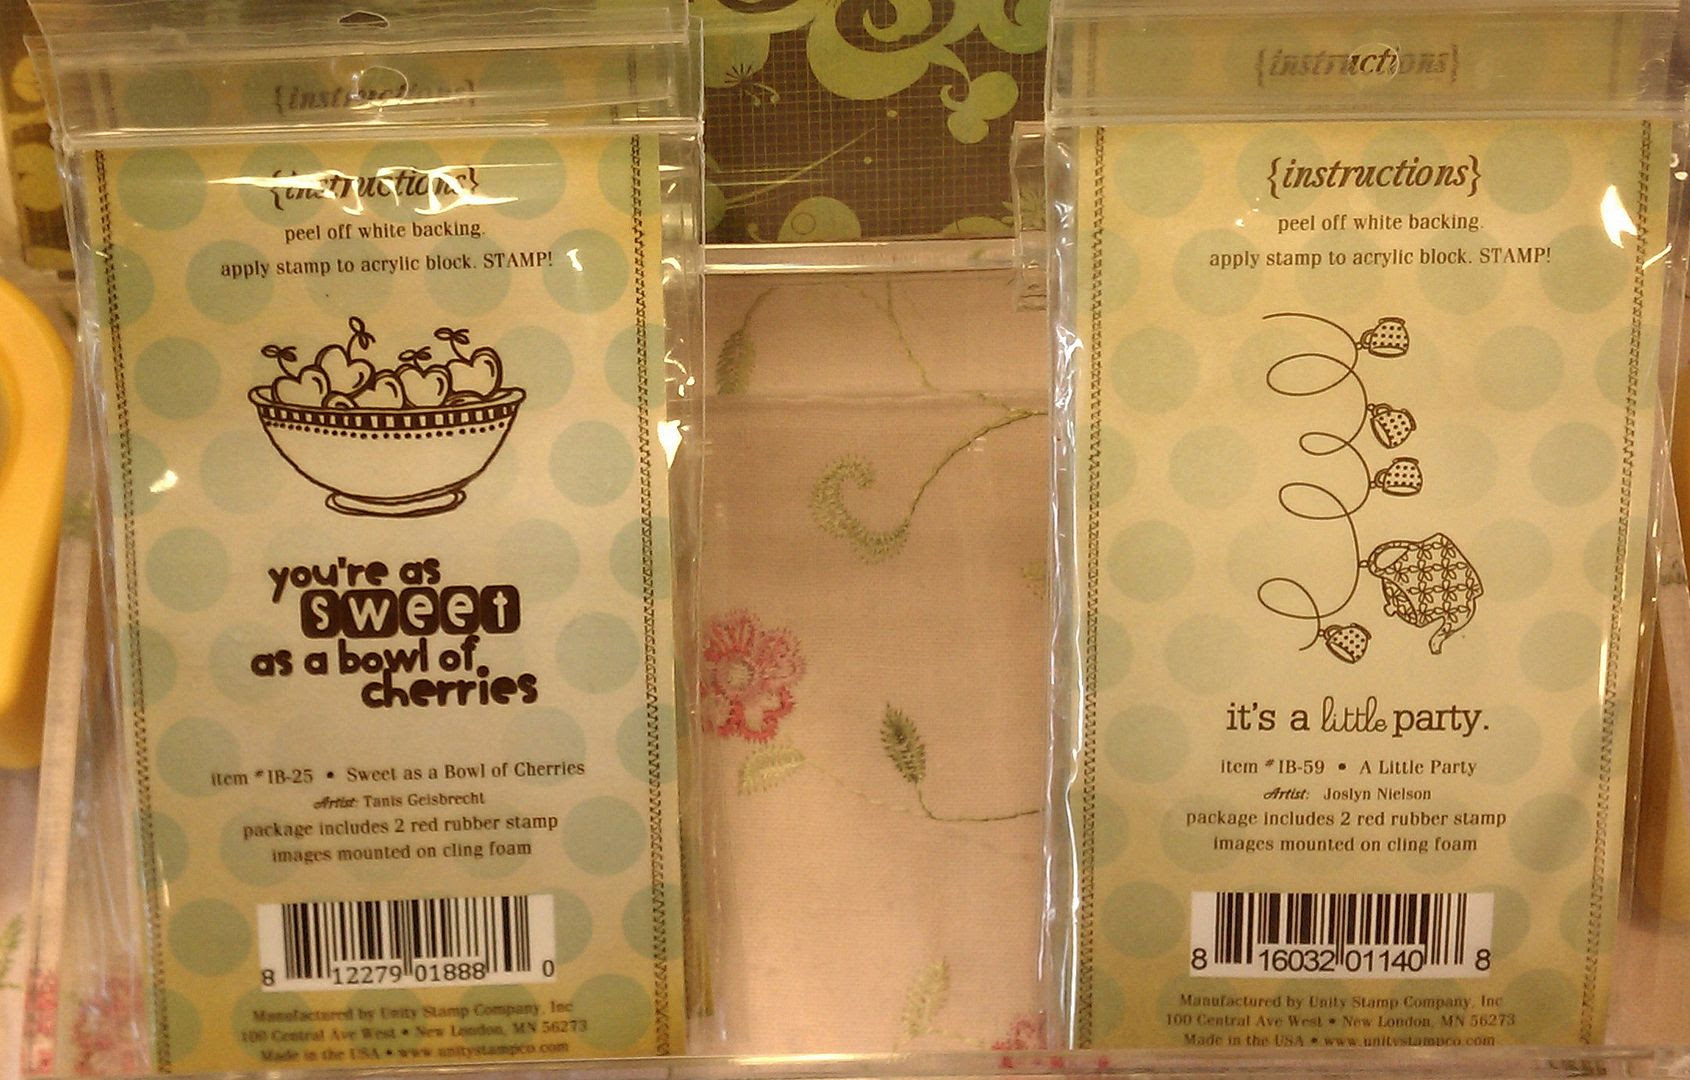 {instructions}
{instructions}
peel off white backing.
apply stamp to acrylic block. STAMP!
you're as
sweet
as a bowl of
cherries
item #IB-25 • Sweet as a Bowl of Cherries
Artist: Tanis Geisbrecht
package includes 2 red rubber stamp
images mounted on cling foam
8 12279 01888 0
Manufactured by Unity Stamp Company, Inc
100 Central Ave West • New London, MN 56273
Made in the USA • www.unitystampco.com
{instructions}
{instructions}
peel off white backing.
apply stamp to acrylic block. STAMP!
it's a little party.
item #IB-59 • A Little Party
Artist: Joslyn Nielson
package includes 2 red rubber stamp
images mounted on cling foam
8 16032 01140 8
Manufactured by Unity Stamp Company, Inc
100 Central Ave West • New London, MN 56273
Made in the USA • www.unitystampco.com